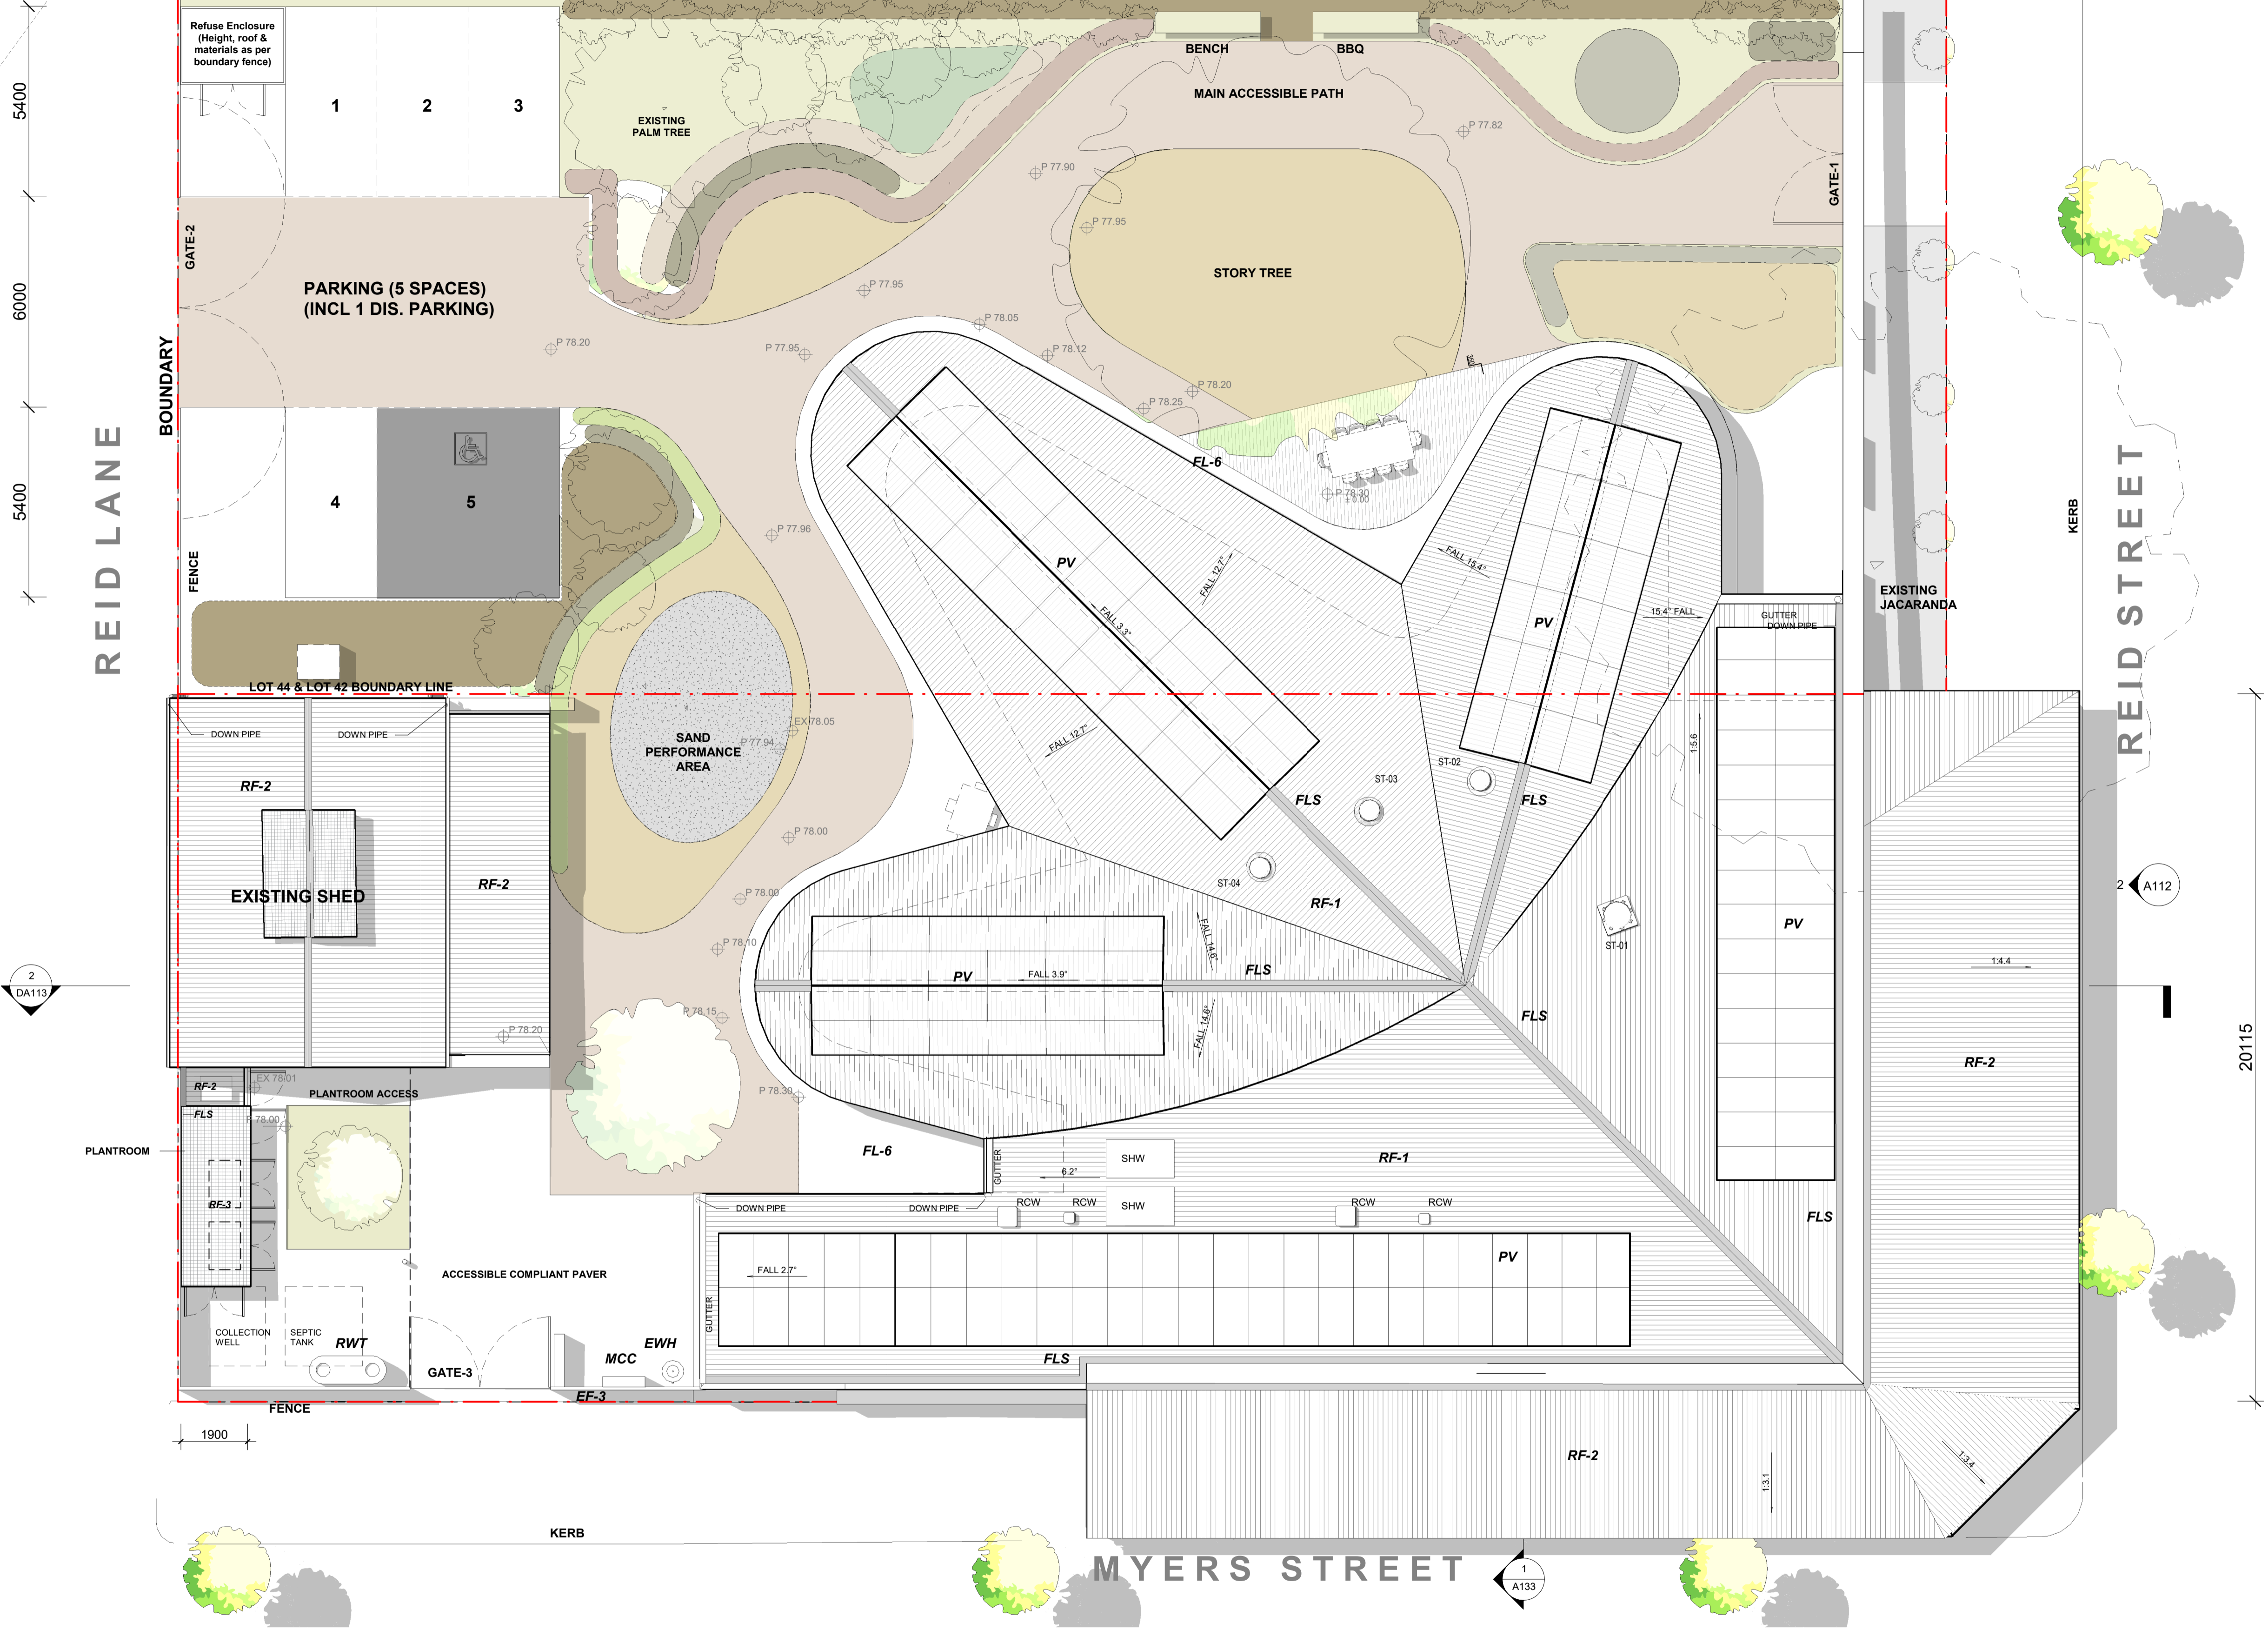 Refuse Enclosure
(Height, roof &
materials as per
boundary fence)
BENCH
BBQ
5400
1
2
3
EXISTING
PALM TREE
MAIN ACCESSIBLE PATH
P 77.82
P 77.90
GATE-1
GATE-2
P 77.95
STORY TREE
6000
PARKING (5 SPACES)
(INCL 1 DIS. PARKING)
P 77.95
P 78.05
P 78.20
P 77.95
P 78.12
BOUNDARY
P 78.20
P 78.25
REID LANE
FL-6
5400
4
5
P 78.30
± 0.00
KERB
REID STREET
P 77.96
FENCE
PV
FALL 12.7°
FALL 15.4°
EXISTING
JACARANDA
FALL 3.3°
15.4° FALL
GUTTER
DOWN PIPE
PV
LOT 44 & LOT 42 BOUNDARY LINE
DOWN PIPE
DOWN PIPE
EX 78.05
P 77.94
SAND
PERFORMANCE
AREA
FALL 12.7°
1:5.6
ST-02
ST-03
RF-2
FLS
FLS
P 78.00
EXISTING SHED
RF-2
ST-04
P 78.00
RF-1
2
A112
PV
ST-01
P 78.10
FALL 14.6°
PV
FALL 3.9°
FLS
1:4.4
2
DA113
P 78.15
FALL 14.6°
FLS
P 78.20
20115
RF-2
RF-2
EX 78.01
PLANTROOM ACCESS
P 78.30
FLS
P 78.00
PLANTROOM
FL-6
GUTTER
SHW
6.2°
RF-1
RF-3
DOWN PIPE
DOWN PIPE
RCW
RCW
SHW
RCW
RCW
FLS
PV
FALL 2.7°
ACCESSIBLE COMPLIANT PAVER
GUTTER
COLLECTION
WELL
SEPTIC
TANK
RWT
EWH
MCC
FLS
GATE-3
EF-3
FENCE
1900
RF-2
1:3.1
1:3.4
KERB
MYERS STREET
1
A133